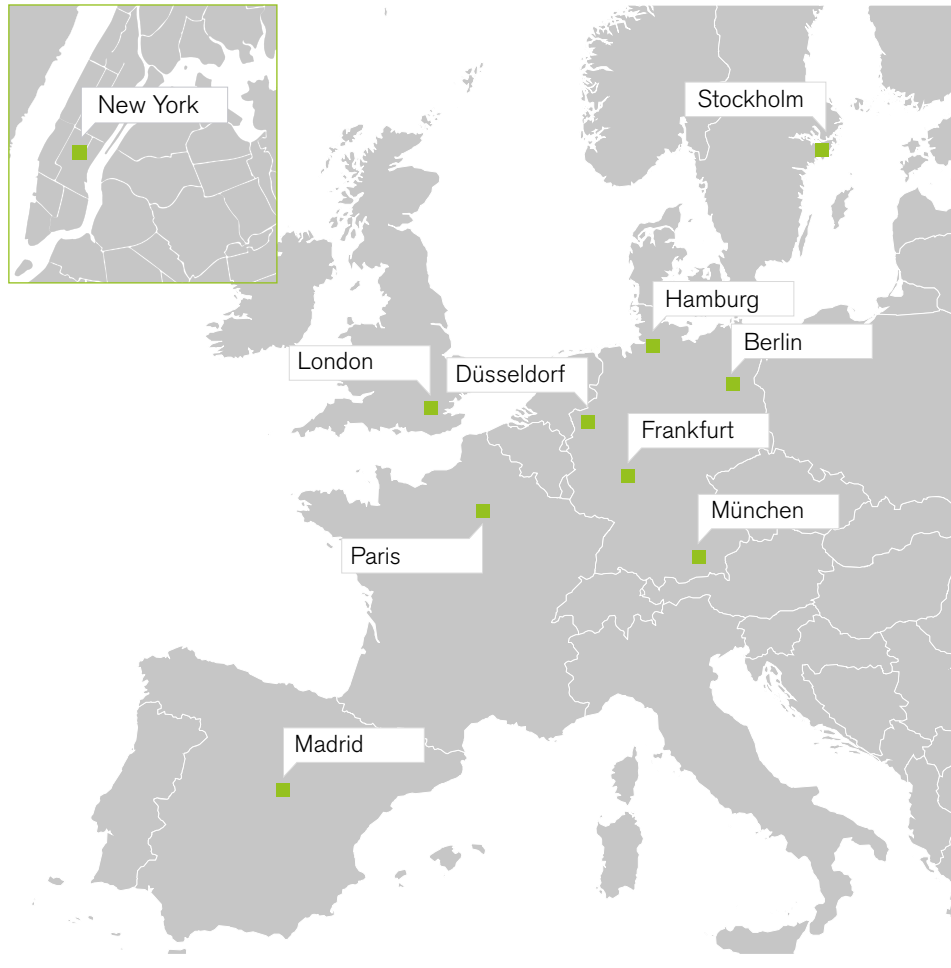 New York
Stockholm
Hamburg
Berlin
London
Düsseldorf
Frankfurt
München
Paris
Madrid